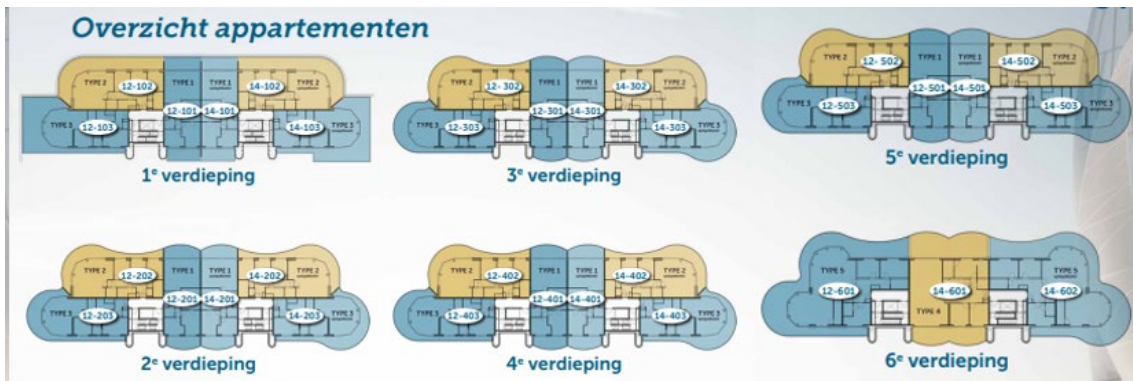 Overzicht appartementen
TYPE 2 12-102 TYPE 1 TYPE 1 14-102 TYPE 2
12-101 14-101
TYPE 3 12-103 14-103 TYPE 3
1e verdieping
TYPE 2 12-302 TYPE 1 TYPE 1 14-302 TYPE 2
12-301 14-301
TYPE 3 12-303 14-303 TYPE 3
3e verdieping
TYPE 2 12-502 TYPE 1 TYPE 1 14-502 TYPE 2
12-501 14-501
TYPE 3 12-503 14-503 TYPE 3
5e verdieping
TYPE 2 12-202 TYPE 1 TYPE 1 14-202 TYPE 2
12-201 14-201
TYPE 3 12-203 14-203 TYPE 3
2e verdieping
TYPE 2 12-402 TYPE 1 TYPE 1 14-402 TYPE 2
12-401 14-401
TYPE 3 12-403 14-403 TYPE 3
4e verdieping
TYPE 5 TYPE 5
12-601 14-601 14-602
TYPE 4
6e verdieping